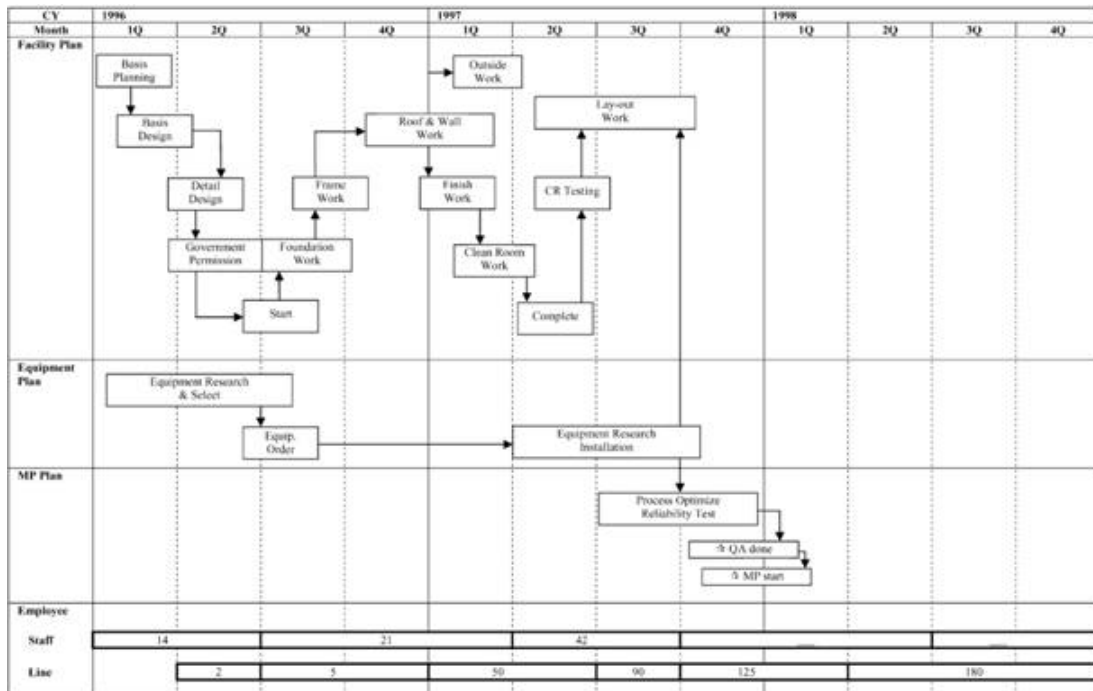 CY 1996 1997 1998
Month 1Q 2Q 3Q 4Q 1Q 2Q 3Q 4Q 1Q 2Q 3Q 4Q
Facility Plan
Basis
Planning
Outside
Work
Basis
Design
Roof & Wall
Work
Lay-out
Work
Detail
Design
Frame
Work
Finish
Work
CR Testing
Government
Permission
Foundation
Work
Clean Room
Work
Start
Complete
Equipment
Plan
Equipment Research
& Select
Equip.
Order
Equipment Research
Installation
MP Plan
Process Optimize
Reliability Test
QA done
MP start
Employee
Staff 14 21 42
Line 2 5 50 90 125 180